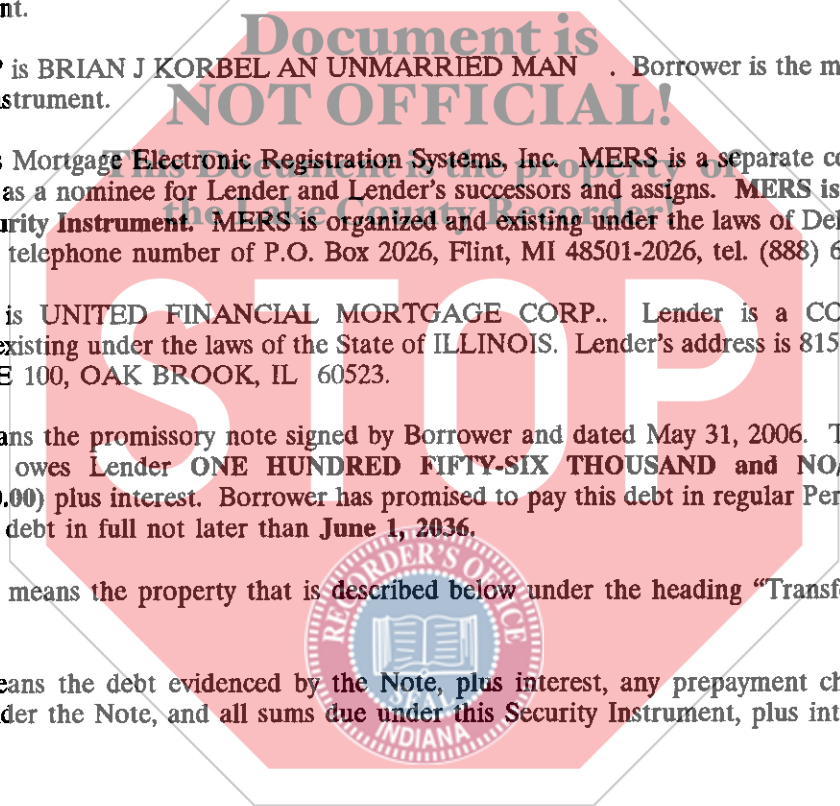 nt.
Document is
is BRIAN J KORBEL AN UNMARRIED MAN . Borrower is the m
strument.
NOT OFFICIAL!
s Mortgage Electronic Registration Systems, Inc. MERS is a separate co
This Document is the property of
as a nominee for Lender and Lender's successors and assigns. MERS is
the Lake County Recorder!
urity Instrument. MERS is organized and existing under the laws of Del
telephone number of P.O. Box 2026, Flint, MI 48501-2026, tel. (888) 6
STOP
is UNITED FINANCIAL MORTGAGE CORP.. Lender is a CO
existing under the laws of the State of ILLINOIS. Lender's address is 815
E 100, OAK BROOK, IL 60523.
ans the promissory note signed by Borrower and dated May 31, 2006. T
owes Lender ONE HUNDRED FIFTY-SIX THOUSAND and NO/
0.00) plus interest. Borrower has promised to pay this debt in regular Per
debt in full not later than June 1, 2036.
RECORDER'S OFFICE
means the property that is described below under the heading “Transf
eans the debt evidenced by the Note, plus interest, any prepayment ch
SEAL
der the Note, and all sums due under this Security Instrument, plus int
INDIANA